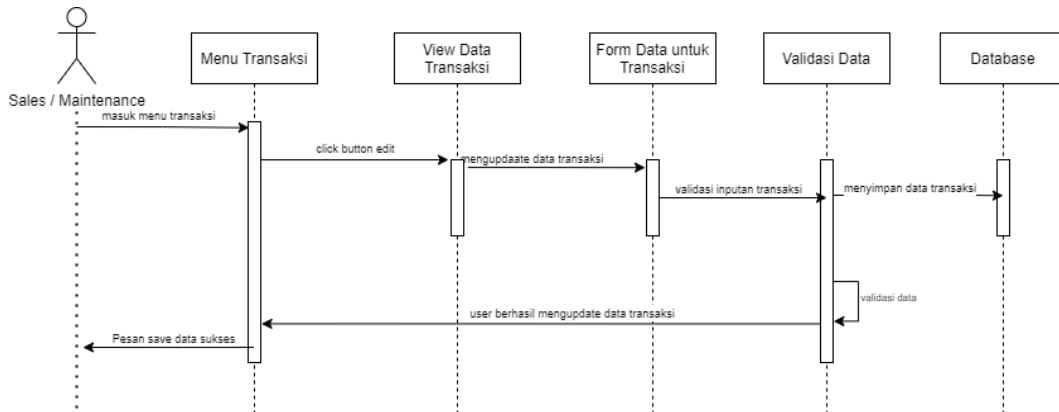 Menu Transaksi
View Data
Transaksi
Form Data untuk
Transaksi
Validasi Data
Database
Sales / Maintenance
masuk menu transaksi
click button edit
mengupdaate data transaksi
validasi inputan transaksi
menyimpan data transaksi
validasi data
user berhasil mengupdate data transaksi
Pesan save data sukses